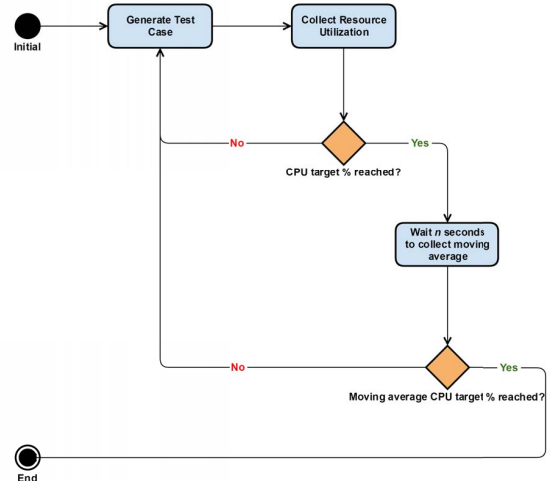 Generate Test
Case
Collect Resource
Utilization
Initial
No
Yes
CPU target % reached?
Wait n seconds
to collect moving
average
No
Yes
Moving average CPU target % reached?
End